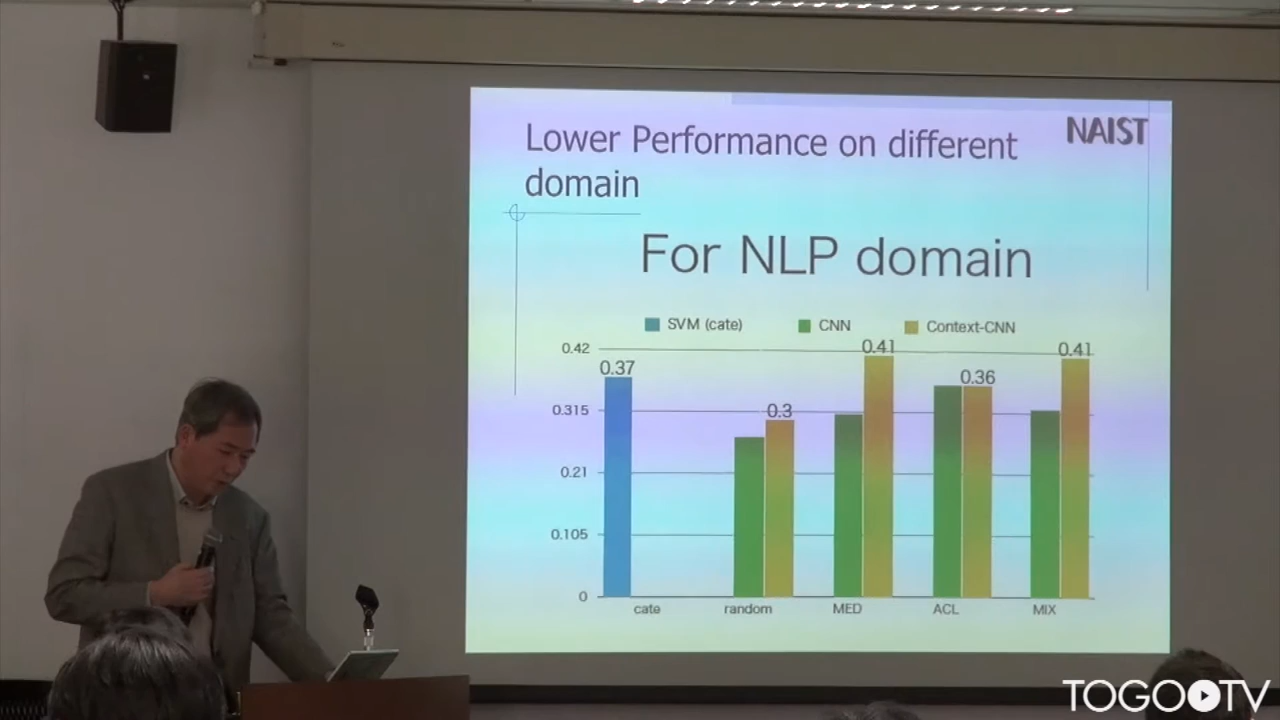 Lower Performance on different
domain
NAIST
For NLP domain
SVM (cate)
CNN
Context-CNN
0.42
0.315
0.21
0.105
0
0.37
0.3
0.41
0.36
0.41
cate
random
MED
ACL
MIX
TOGOTV